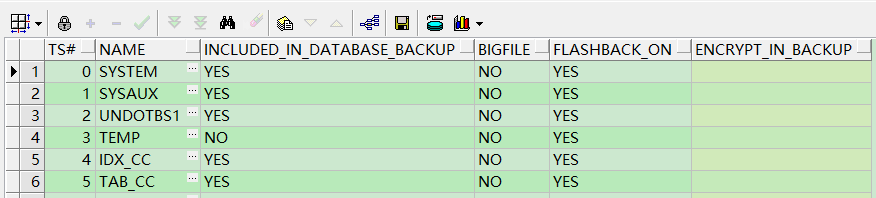 TS# NAME INCLUDED_IN_DATABASE_BACKUP BIGFILE FLASHBACK_ON ENCRYPT_IN_BACKUP
1 0 SYSTEM ... YES NO YES
2 1 SYSAUX ... YES NO YES
3 2 UNDOTBS1 ... YES NO YES
4 3 TEMP ... NO NO YES
5 4 IDX_CC ... YES NO YES
6 5 TAB_CC ... YES NO YES